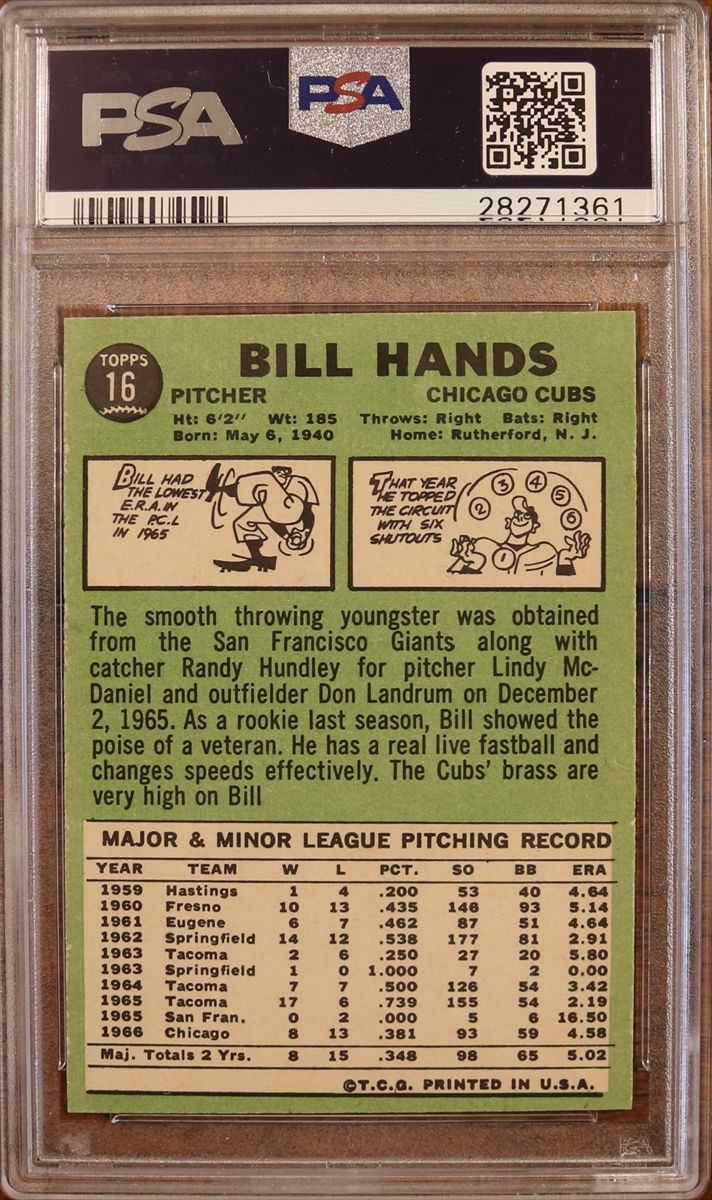 PSA
PSA
28271361
TOPPS
16
BILL HANDS
PITCHER CHICAGO CUBS
Ht: 6'2" Wt: 185 Throws: Right Bats: Right
Born: May 6, 1940 Home: Rutherford, N. J.
BILL HAD
THE LOWEST
E.R.A. IN
THE P.C.L
IN 1965
THAT YEAR
HE TOPPED
THE CIRCUIT
WITH SIX
SHUTOUTS
1 2 3 4 5 6
The smooth throwing youngster was obtained
from the San Francisco Giants along with
catcher Randy Hundley for pitcher Lindy Mc-
Daniel and outfielder Don Landrum on December
2, 1965. As a rookie last season, Bill showed the
poise of a veteran. He has a real live fastball and
changes speeds effectively. The Cubs' brass are
very high on Bill
MAJOR & MINOR LEAGUE PITCHING RECORD
YEAR TEAM W L PCT. SO BB ERA
1959 Hastings 1 4 .200 53 40 4.64
1960 Fresno 10 13 .435 146 93 5.14
1961 Eugene 6 7 .462 87 51 4.64
1962 Springfield 14 12 .538 177 81 2.91
1963 Tacoma 2 6 .250 27 20 5.80
1963 Springfield 1 0 1.000 7 2 0.00
1964 Tacoma 7 7 .500 126 54 3.42
1965 Tacoma 17 6 .739 155 54 2.19
1965 San Fran. 0 2 .000 5 6 16.50
1966 Chicago 8 13 .381 93 59 4.58
Maj. Totals 2 Yrs. 8 15 .348 98 65 5.02
©T.C.G. PRINTED IN U.S.A.
PSA